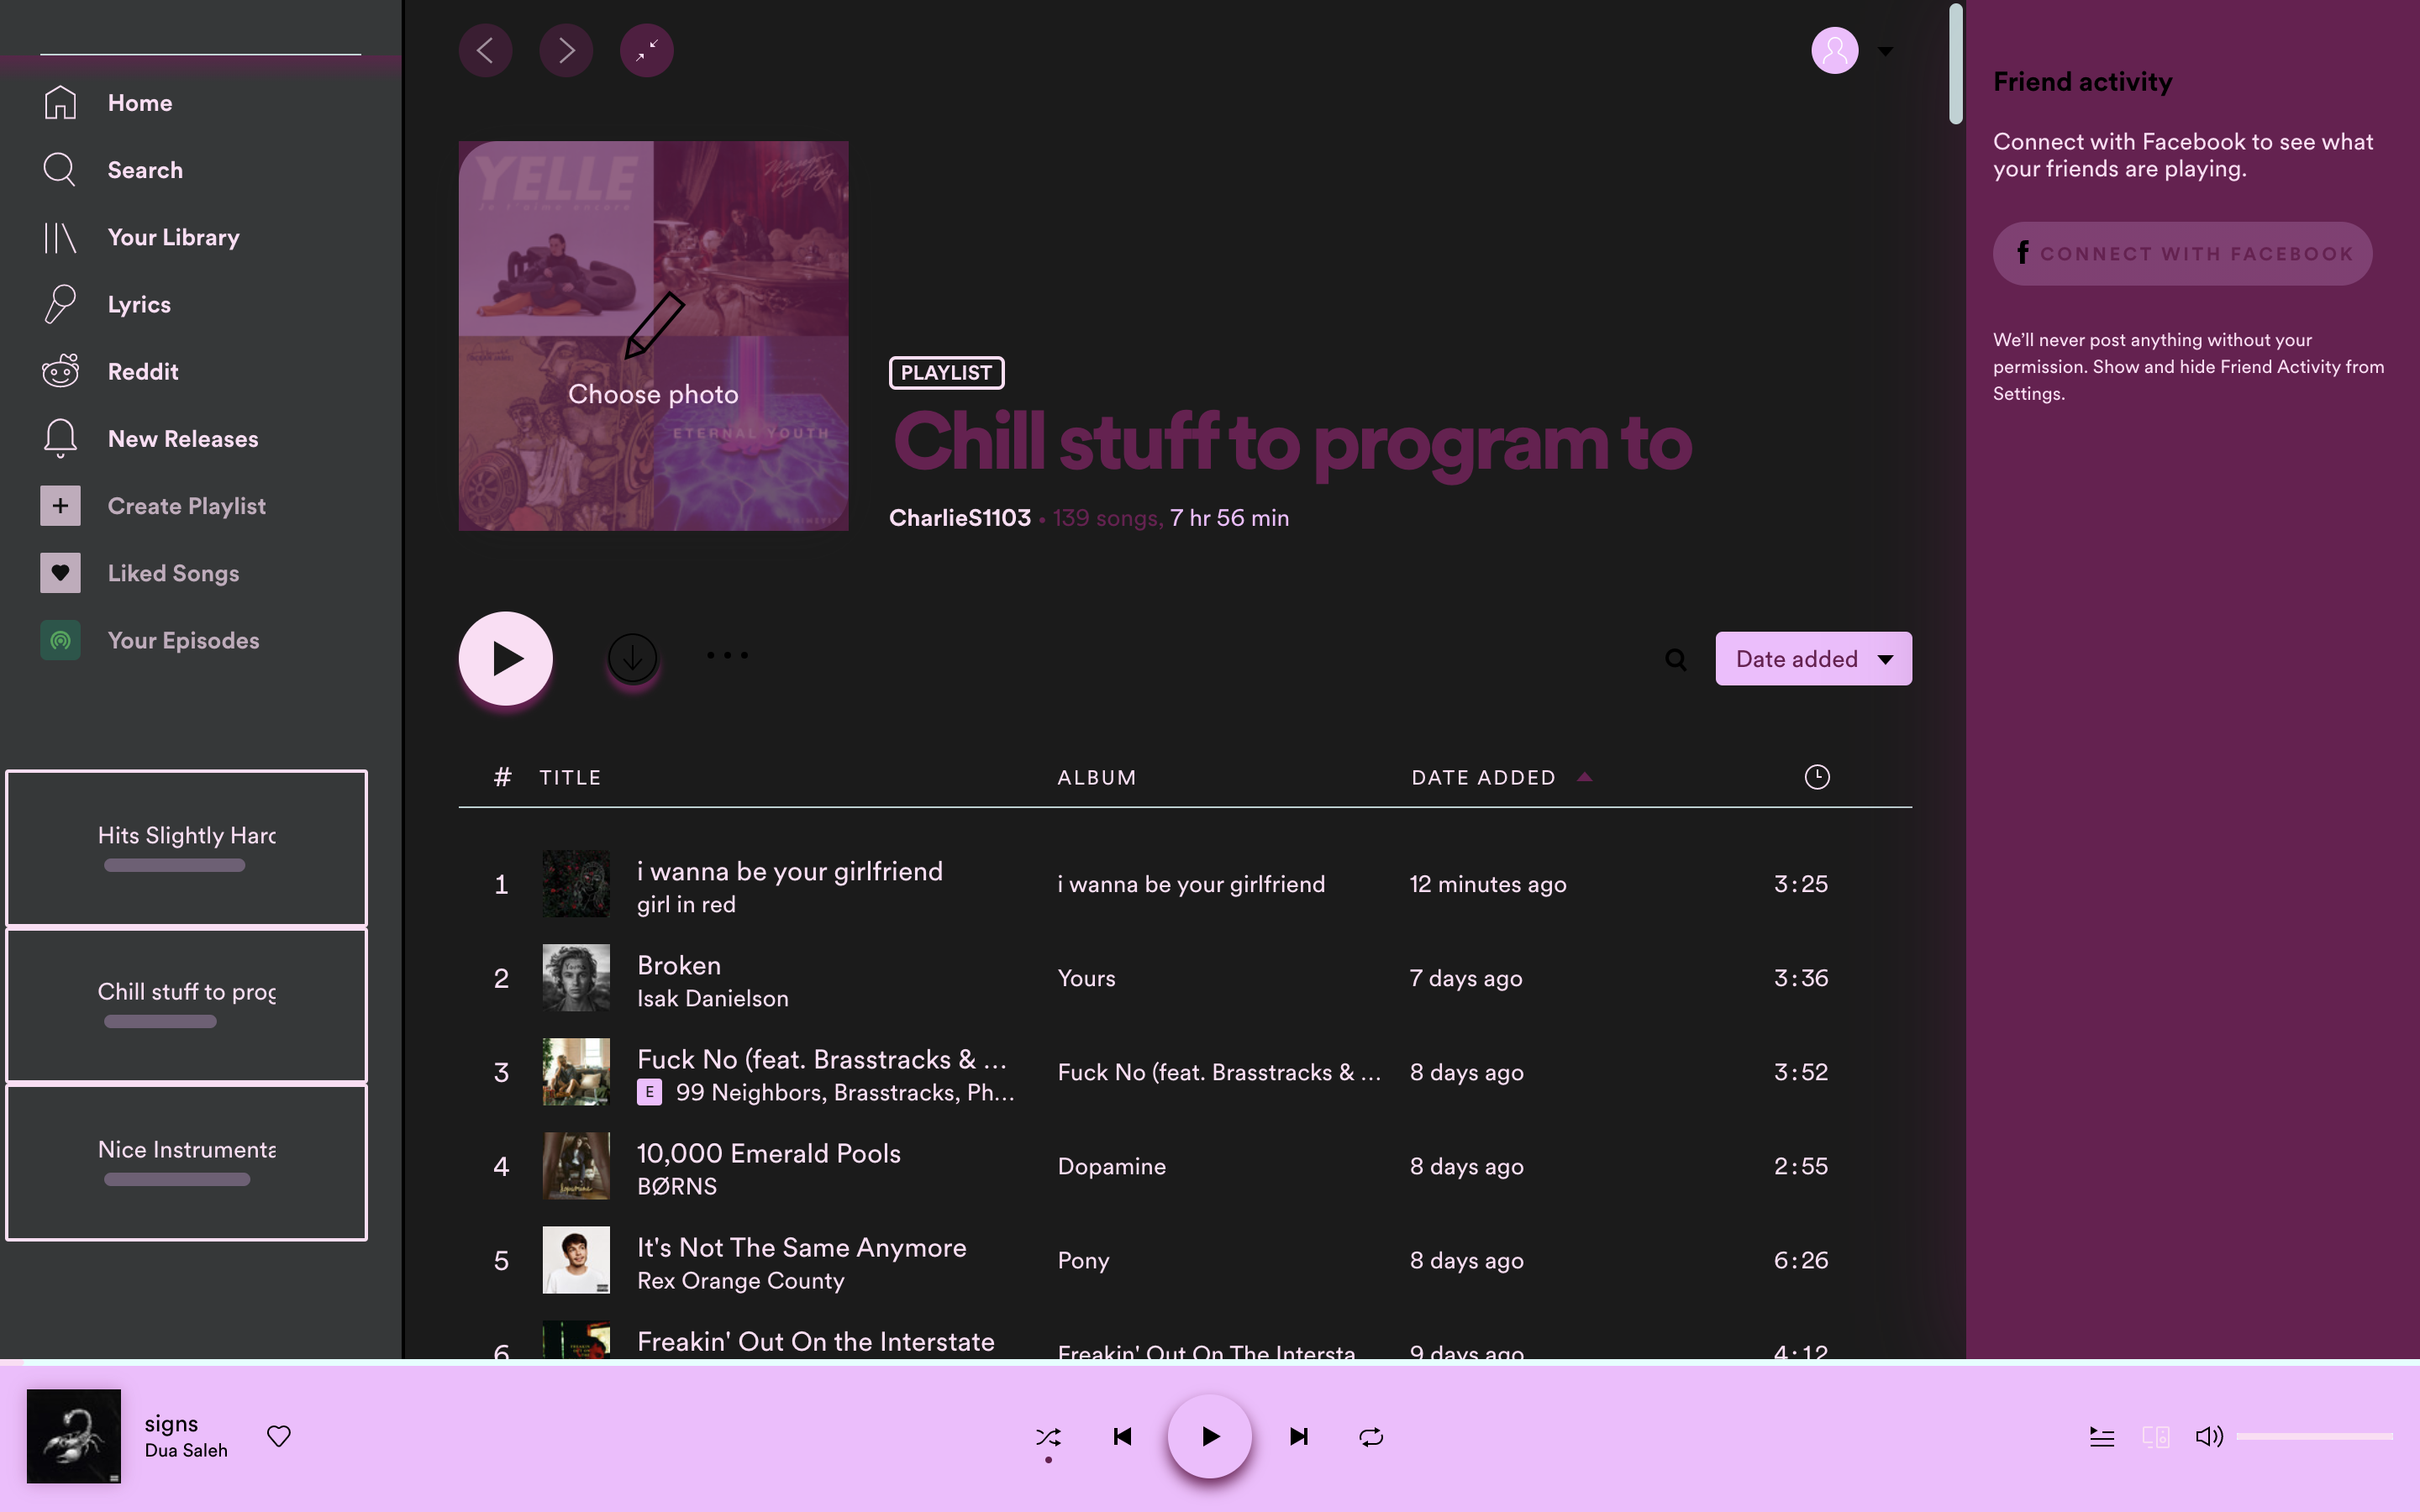 Home
Search
Your Library
Lyrics
Reddit
New Releases
Create Playlist
Liked Songs
Your Episodes
Hits Slightly Hard
Chill stuff to prog
Nice Instrumenta
YELLE
ETERNAL YOUTH
Choose photo
PLAYLIST
Chill stuff to program to
CharlieS1103 • 139 songs, 7 hr 56 min
Date added
# TITLE ALBUM DATE ADDED
1 i wanna be your girlfriend i wanna be your girlfriend 12 minutes ago 3:25
girl in red
2 Broken Yours 7 days ago 3:36
Isak Danielson
3 Fuck No (feat. Brasstracks & ... Fuck No (feat. Brasstracks & ... 8 days ago 3:52
E 99 Neighbors, Brasstracks, Ph...
4 10,000 Emerald Pools Dopamine 8 days ago 2:55
BØRNS
5 It's Not The Same Anymore Pony 8 days ago 6:26
Rex Orange County
6 Freakin' Out On the Interstate Freakin' Out On The Intersta... 9 days ago 4:12
Friend activity
Connect with Facebook to see what
your friends are playing.
f CONNECT WITH FACEBOOK
We'll never post anything without your
permission. Show and hide Friend Activity from
Settings.
signs
Dua Saleh